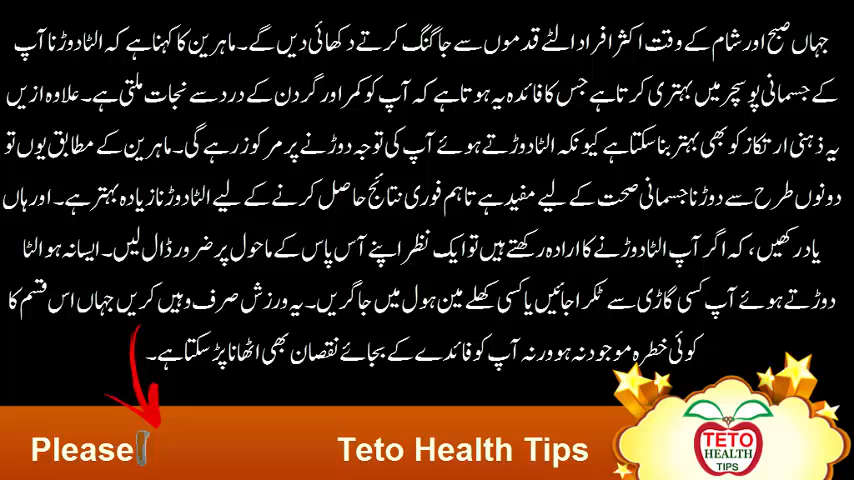 جہاں صبح اور شام کے وقت اکثر افراد الٹے قدموں سے جاگنگ کرتے دکھائی دیں گے۔ ماہرین کا کہنا ہے کہ الٹا دوڑنا آپ
کے جسمانی پوسچر میں بہتری کرتا ہے جس کا فائدہ یہ ہوتا ہے کہ آپ کو کمر اور گردن کے درد سے نجات ملتی ہے۔ علاوہ ازیں
یہ ذہنی ارتکاز کو بھی بہتر بنا سکتا ہے کیونکہ الٹا دوڑتے ہوئے آپ کی توجہ دوڑنے پر مرکوز رہے گی۔ ماہرین کے مطابق یوں تو
دونوں طرح سے دوڑنا جسمانی صحت کے لیے مفید ہے تاہم فوری نتائج حاصل کرنے کے لیے الٹا دوڑنا زیادہ بہتر ہے۔ اور ہاں
یاد رکھیں، کہ اگر آپ الٹا دوڑنے کا ارادہ رکھتے ہیں تو ایک نظر اپنے آس پاس کے ماحول پر ضرور ڈال لیں۔ ایسا نہ ہو الٹا
دوڑتے ہوئے آپ کسی گاڑی سے ٹکرا جائیں یا کسی کھلے مین ہول میں جا گریں۔ یہ ورزش صرف وہیں کریں جہاں اس قسم کا
کوئی خطرہ موجود نہ ہو ورنہ آپ کو فائدے کے بجائے نقصان بھی اٹھانا پڑ سکتا ہے۔
Please
Teto Health Tips
TETO
HEALTH
TIPS